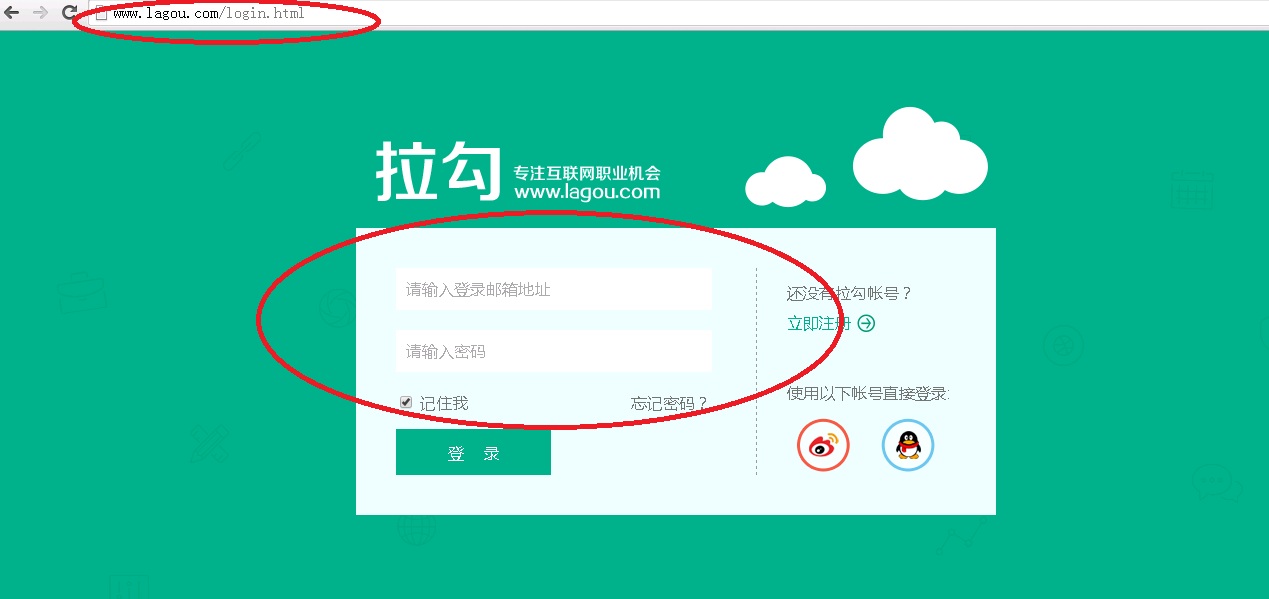 www.lagou.com/login.html
拉勾
专注互联网职业机会
www.lagou.com
请输入登录邮箱地址
请输入密码
记住我
忘记密码？
登 录
还没有拉勾帐号？
立即注册
使用以下帐号直接登录: